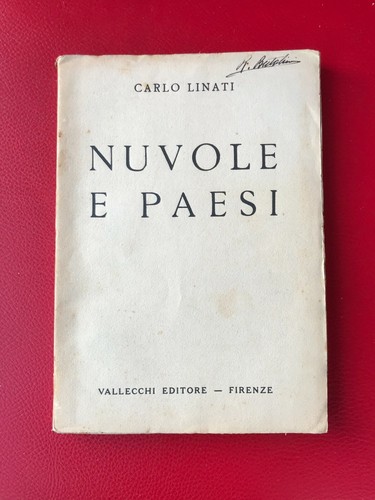 CARLO LINATI
NUVOLE
E PAESI
VALLECCHI EDITORE — FIRENZE